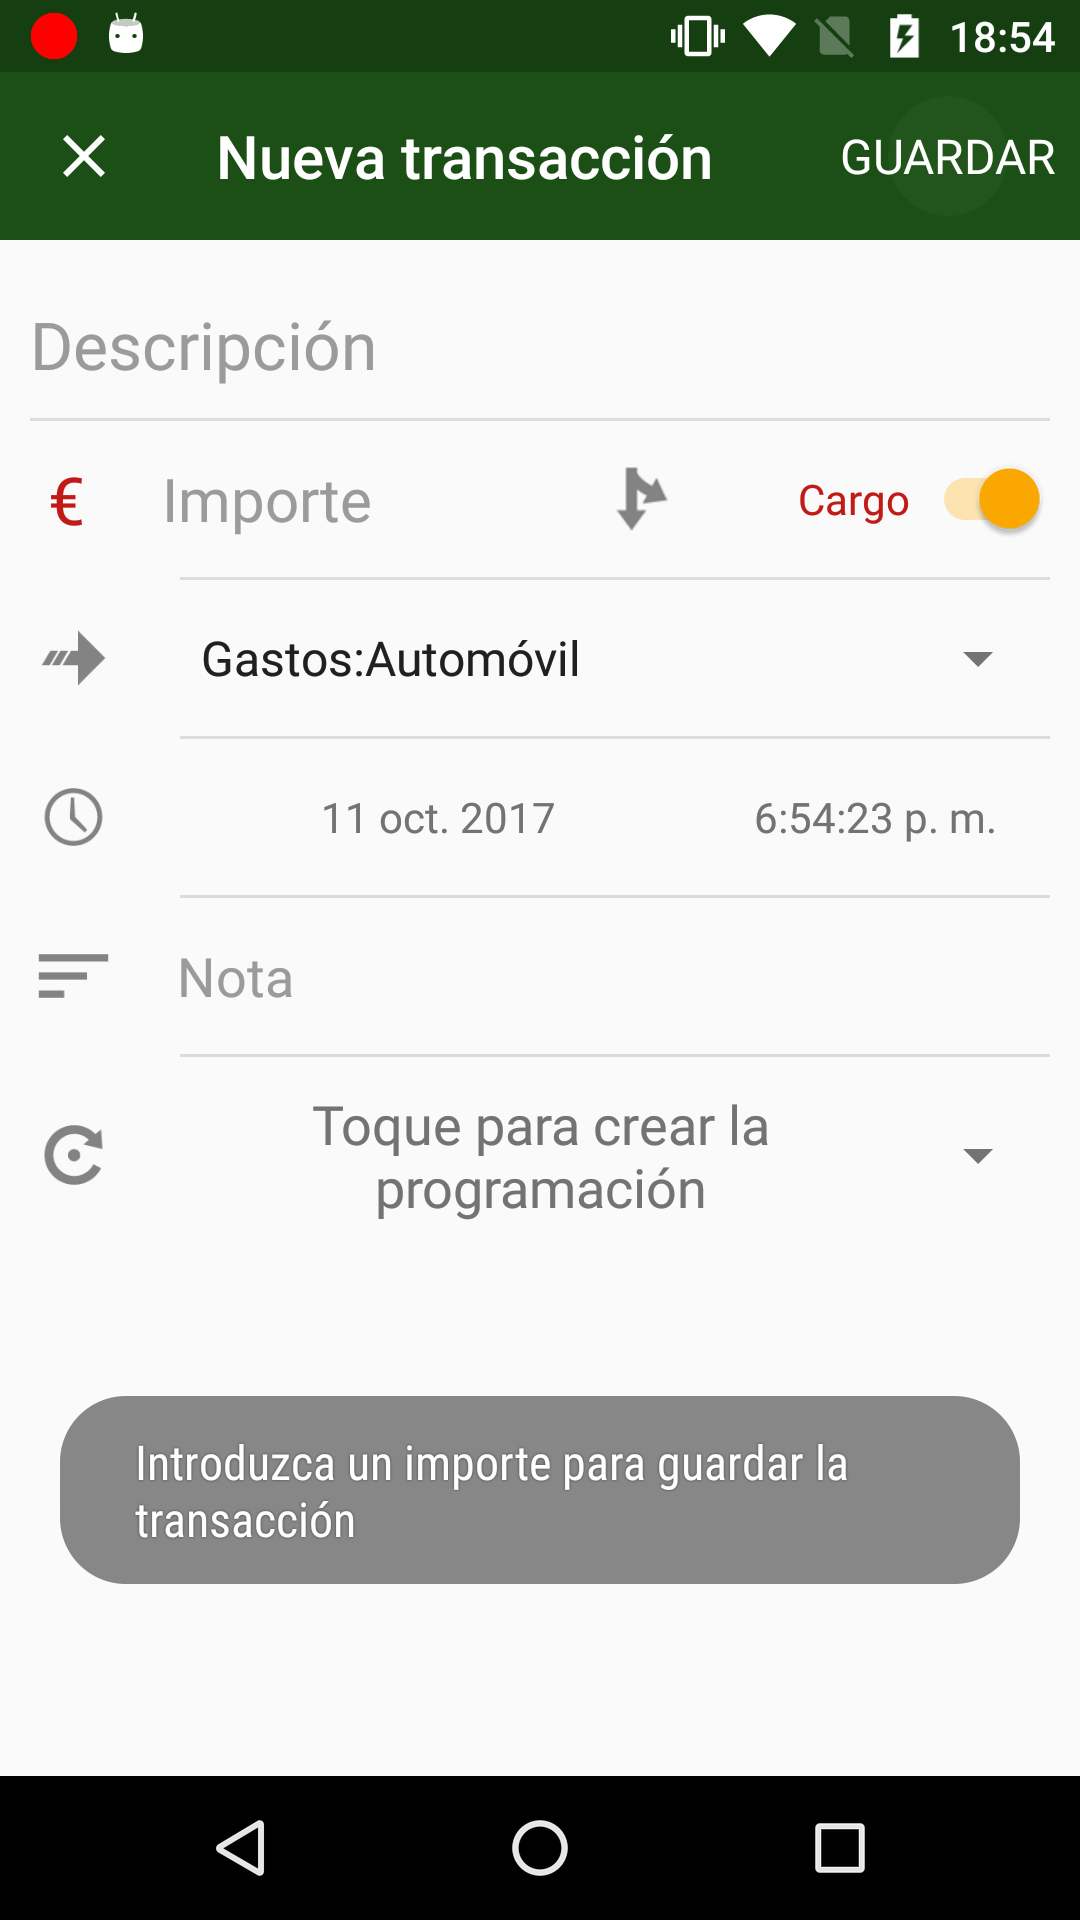 18:54
Nueva transacción
GUARDAR
Descripción
€ Importe Cargo
Gastos:Automóvil
11 oct. 2017 6:54:23 p. m.
Nota
Toque para crear la
programación
Introduzca un importe para guardar la
transacción